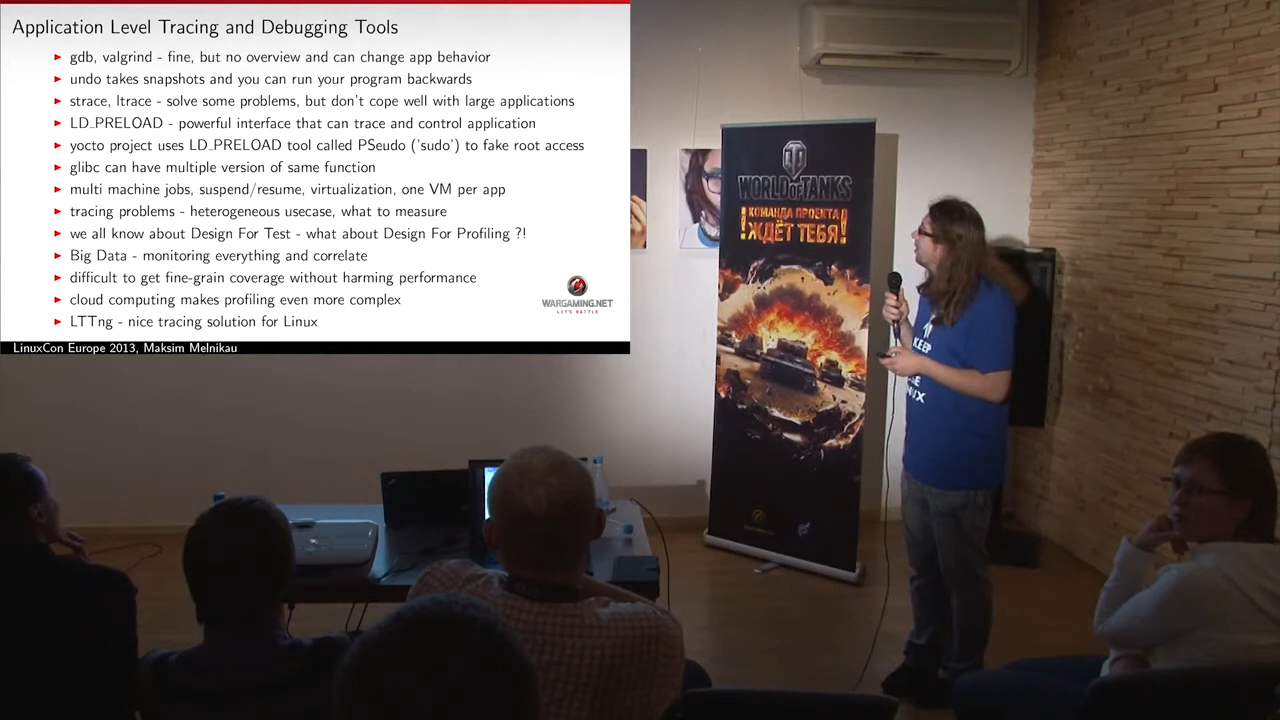 Application Level Tracing and Debugging Tools
gdb, valgrind - fine, but no overview and can change app behavior
undo takes snapshots and you can run your program backwards
strace, ltrace - solve some problems, but don't cope well with large applications
LD_PRELOAD - powerful interface that can trace and control application
yocto project uses LD_PRELOAD tool called PSeudo ('sudo') to fake root access
glibc can have multiple version of same function
multi machine jobs, suspend/resume, virtualization, one VM per app
tracing problems - heterogeneous usecase, what to measure
we all know about Design For Test - what about Design For Profiling ?!
Big Data - monitoring everything and correlate
difficult to get fine-grain coverage without harming performance
cloud computing makes profiling even more complex
LTTng - nice tracing solution for Linux
WARGAMING.NET
LET'S BATTLE
LinuxCon Europe 2013, Maksim Melnikau
WORLD OF TANKS
!КОМАНДА ПРОЕКТА
ЖДЁТ ТЕБЯ!
KEEP